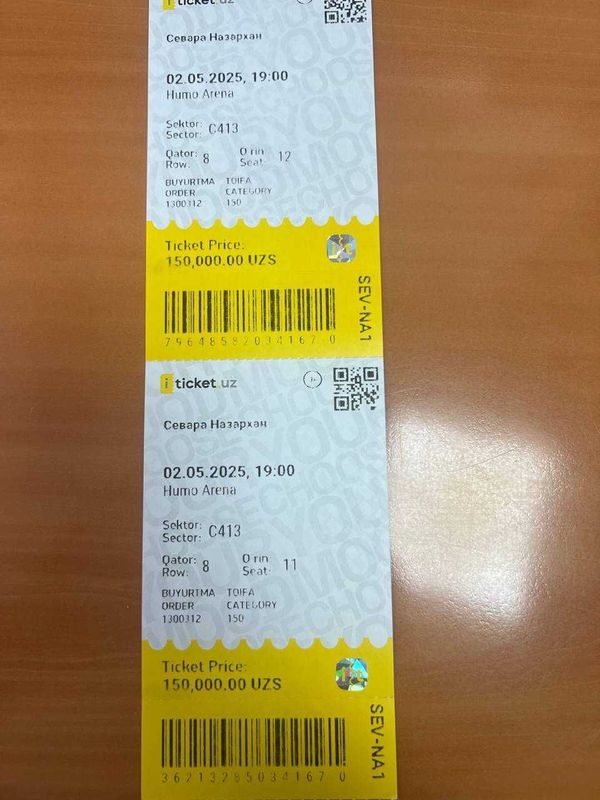 iticket.uz
Севара Назархан
02.05.2025, 19:00
Humo Arena
Sektor:
Sector: C413
Qator:
Row: 8
O rin
Seat: 12
BUYURTMA TOIFA
ORDER CATEGORY
1300312 150
Ticket Price:
150,000.00 UZS
SEV-NA1
796485820341670
iticket.uz
Севара Назархан
02.05.2025, 19:00
Humo Arena
Sektor:
Sector: C413
Qator:
Row: 8
O rin
Seat: 11
BUYURTMA TOIFA
ORDER CATEGORY
1300312 150
Ticket Price:
150,000.00 UZS
SEV-NA1
362132850341670